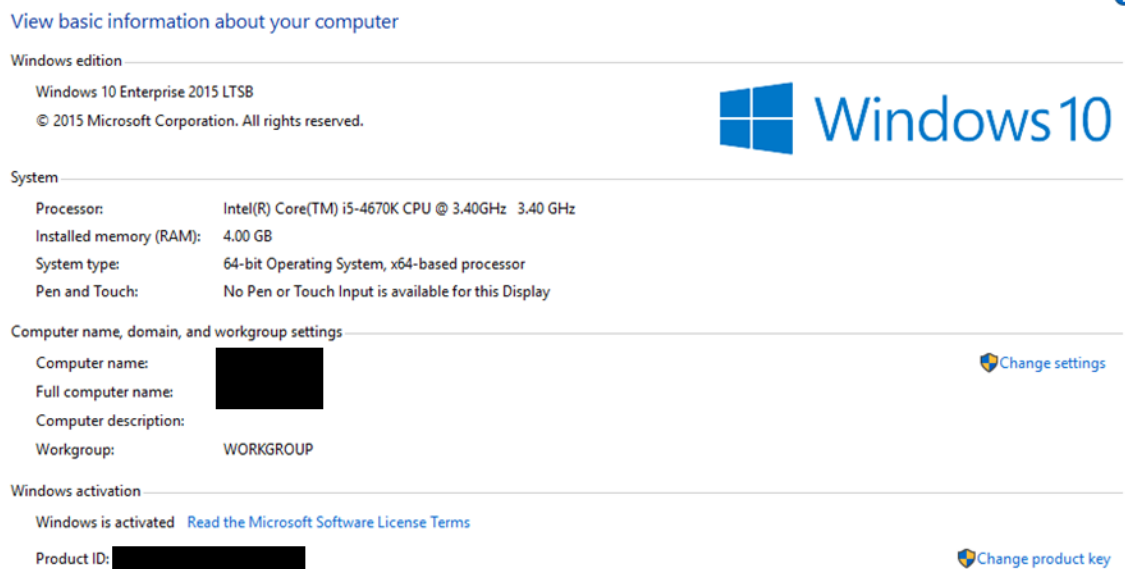 View basic information about your computer
Windows edition
Windows 10 Enterprise 2015 LTSB
© 2015 Microsoft Corporation. All rights reserved.
Windows 10
System
Processor: Intel(R) Core(TM) i5-4670K CPU @ 3.40GHz 3.40 GHz
Installed memory (RAM): 4.00 GB
System type: 64-bit Operating System, x64-based processor
Pen and Touch: No Pen or Touch Input is available for this Display
Computer name, domain, and workgroup settings
Computer name: Change settings
Full computer name:
Computer description:
Workgroup: WORKGROUP
Windows activation
Windows is activated Read the Microsoft Software License Terms
Product ID: Change product key